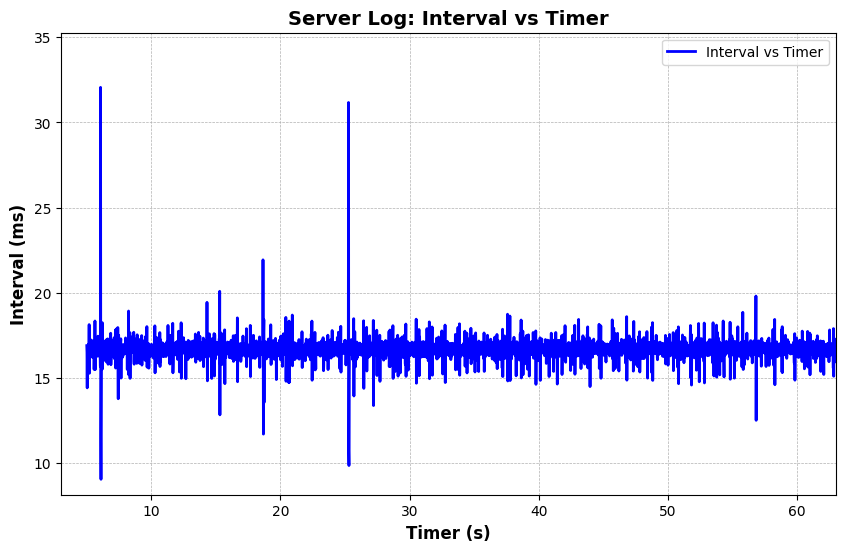 Server Log: Interval vs Timer
Interval vs Timer
35
30
25
20
15
10
Interval (ms)
10 20 30 40 50 60
Timer (s)